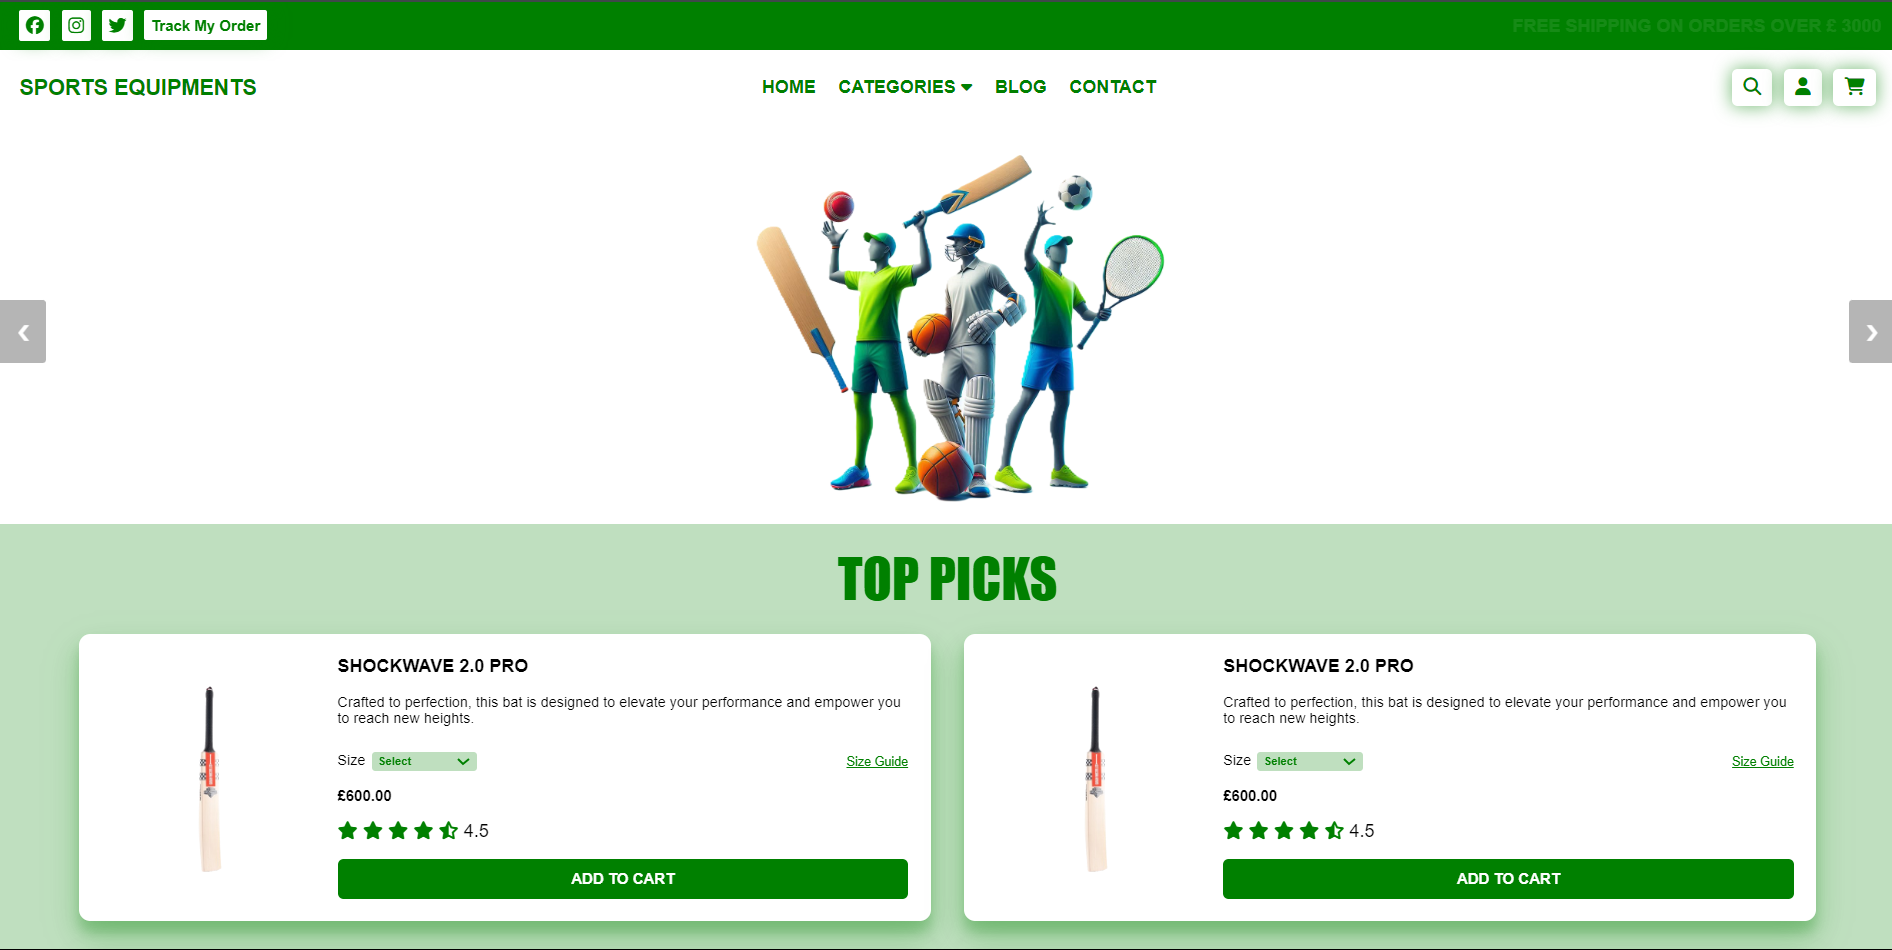 Track My Order
FREE SHIPPING ON ORDERS OVER £ 3000
SPORTS EQUIPMENTS
HOME CATEGORIES BLOG CONTACT
‹ ›
TOP PICKS
SHOCKWAVE 2.0 PRO
Crafted to perfection, this bat is designed to elevate your performance and empower you
to reach new heights.
Size Select Size Guide
£600.00
4.5
ADD TO CART
SHOCKWAVE 2.0 PRO
Crafted to perfection, this bat is designed to elevate your performance and empower you
to reach new heights.
Size Select Size Guide
£600.00
4.5
ADD TO CART